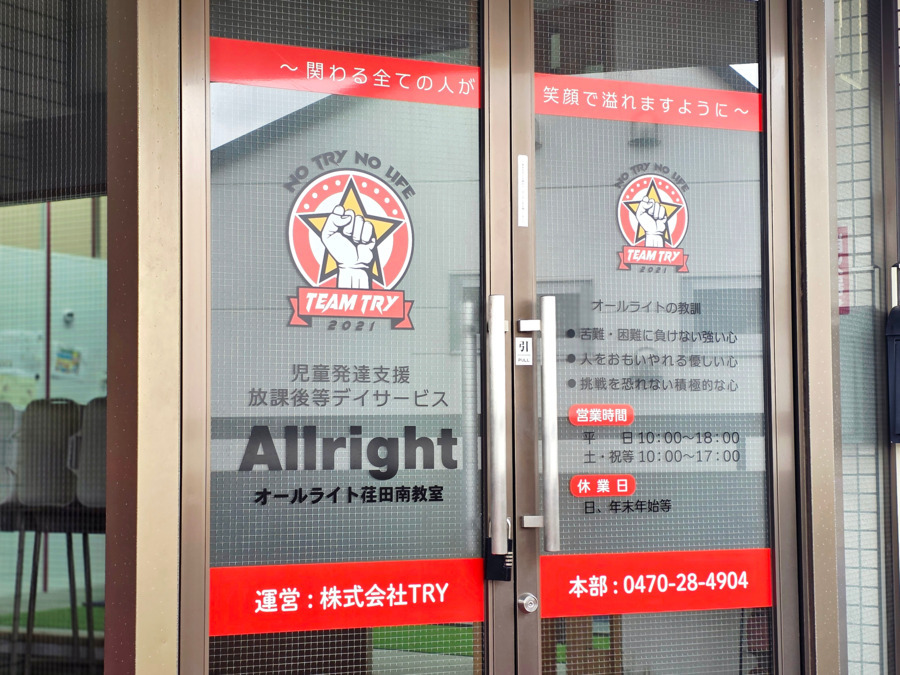 ～関わる全ての人が
笑顔で溢れますように～
NO TRY NO LIFE
TEAM TRY
2021
児童発達支援
放課後等デイサービス
Allright
オールライト荏田南教室
運営：株式会社TRY
NO TRY NO LIFE
TEAM TRY
2021
オールライトの教訓
●苦難・困難に負けない強い心
●人をおもいやれる優しい心
●挑戦を恐れない積極的な心
引
PULL
営業時間
平　　日 10：00～18：00
土・祝等 10：00～17：00
休業日
日、年末年始等
本部：0470-28-4904